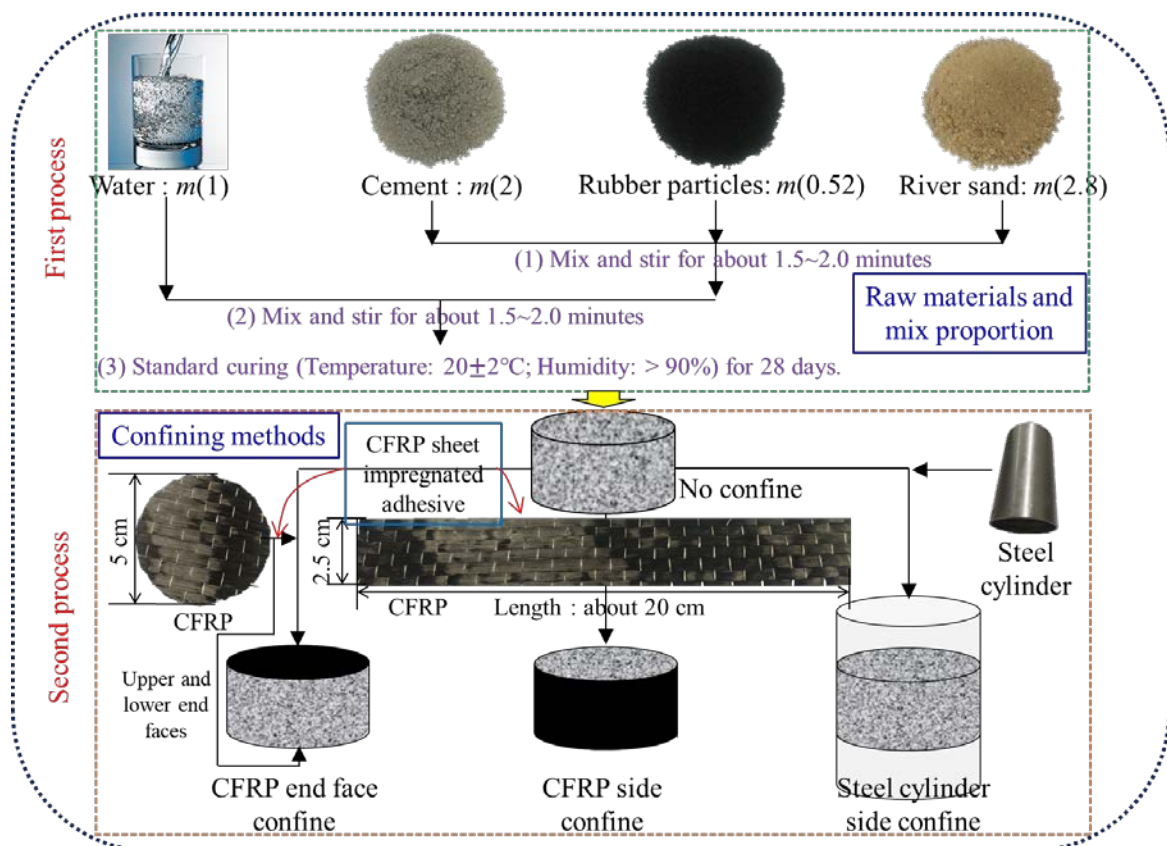 First process
Water : m(1)
Cement : m(2)
Rubber particles: m(0.52)
River sand: m(2.8)
(1) Mix and stir for about 1.5~2.0 minutes
(2) Mix and stir for about 1.5~2.0 minutes
Raw materials and
mix proportion
(3) Standard curing (Temperature: 20±2℃; Humidity: > 90%) for 28 days.
Second process
Confining methods
CFRP sheet
impregnated
adhesive
No confine
Steel
cylinder
5 cm
CFRP
2.5 cm
CFRP
Length : about 20 cm
Upper and
lower end
faces
CFRP end face
confine
CFRP side
confine
Steel cylinder
side confine